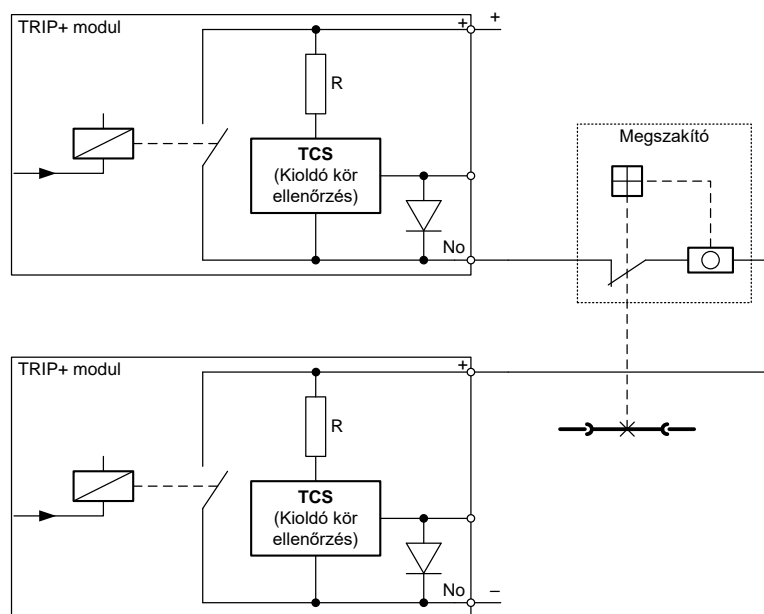 TRIP+ modul
+
+
R
TCS
(Kioldó kör
ellenőrzés)
No
Megszakító
TRIP+ modul
+
R
TCS
(Kioldó kör
ellenőrzés)
No
–